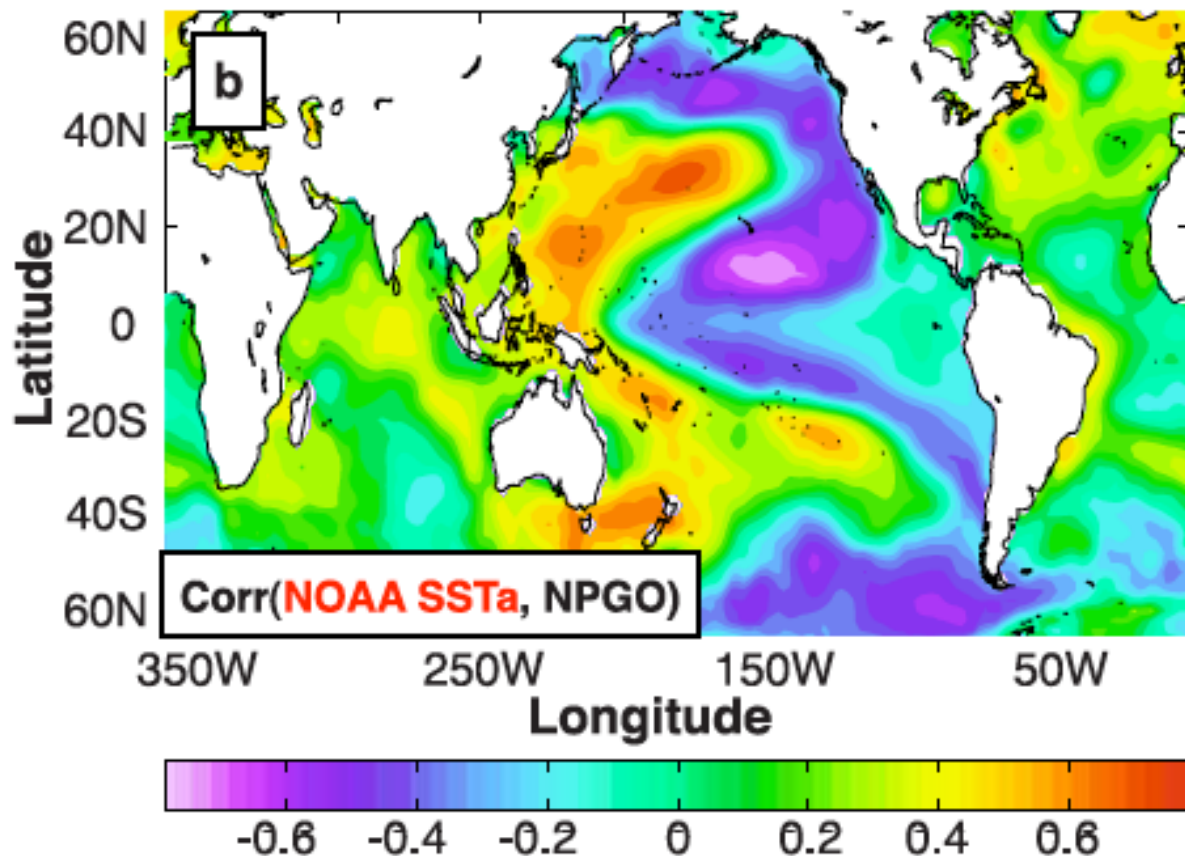 60N
b
40N
20N
0
20S
40S
60N
Latitude
Corr(NOAA SSTa, NPGO)
350W 250W 150W 50W
Longitude
-0.6 -0.4 -0.2 0 0.2 0.4 0.6